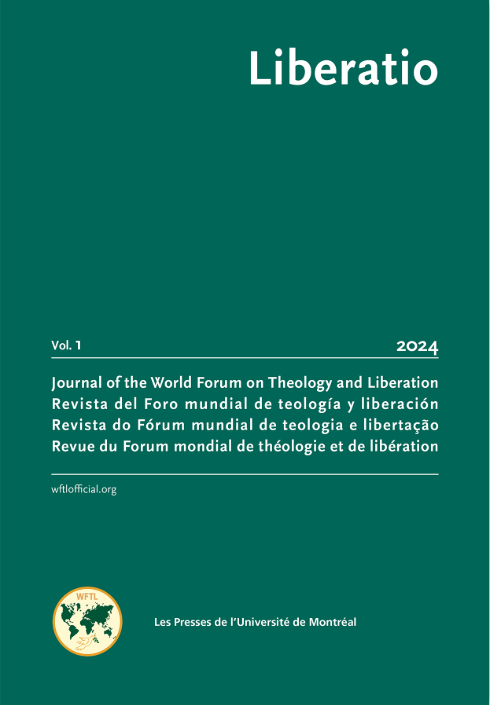 Liberatio
Vol. 1 2024
Journal of the World Forum on Theology and Liberation
Revista del Foro mundial de teología y liberación
Revista do Fórum mundial de teologia e libertação
Revue du Forum mondial de théologie et de libération
wftlofficial.org
WFTL
Les Presses de l’Université de Montréal